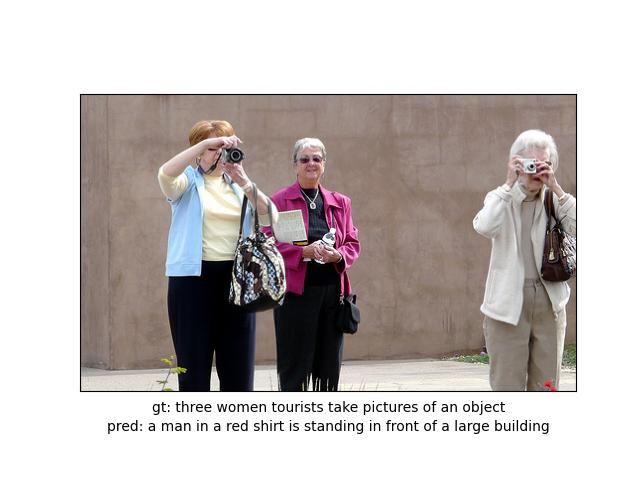 gt: three women tourists take pictures of an object
pred: a man in a red shirt is standing in front of a large building